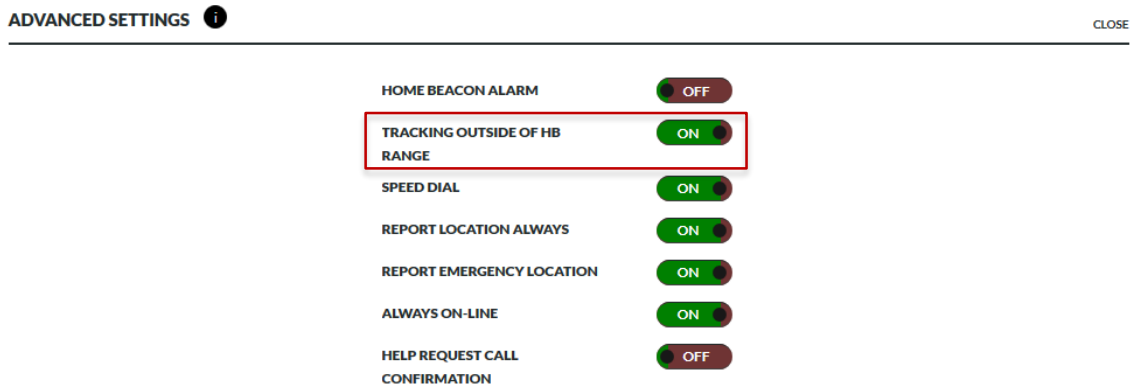 ADVANCED SETTINGS i
CLOSE
HOME BEACON ALARM OFF
TRACKING OUTSIDE OF HB ON
RANGE
SPEED DIAL ON
REPORT LOCATION ALWAYS ON
REPORT EMERGENCY LOCATION ON
ALWAYS ON-LINE ON
HELP REQUEST CALL OFF
CONFIRMATION